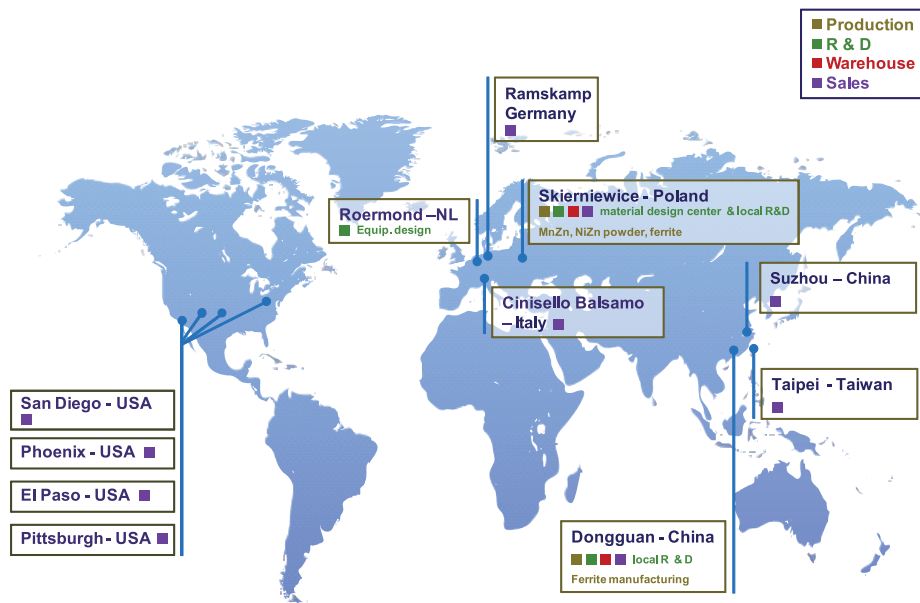 Production
R & D
Warehouse
Sales
Ramskamp
Germany
Skierniewice - Poland
material design center & local R&D
MnZn, NiZn powder, ferrite
Roermond –NL
Equip. design
Suzhou – China
Cinisello Balsamo
– Italy
Taipei - Taiwan
San Diego - USA
Phoenix - USA
El Paso - USA
Pittsburgh - USA
Dongguan - China
local R & D
Ferrite manufacturing